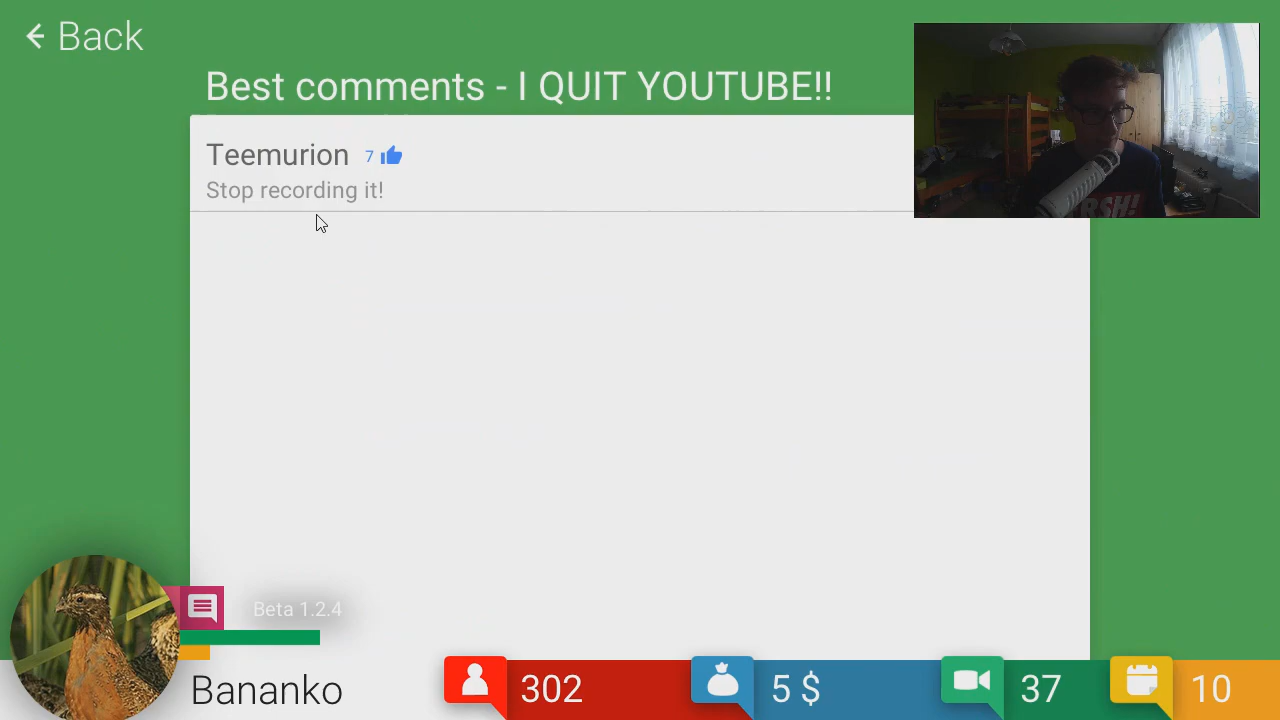 Back
Best comments - I QUIT YOUTUBE!!
Teemurion 7
Stop recording it!
Beta 1.2.4
Bananko
302
5 $
37
10